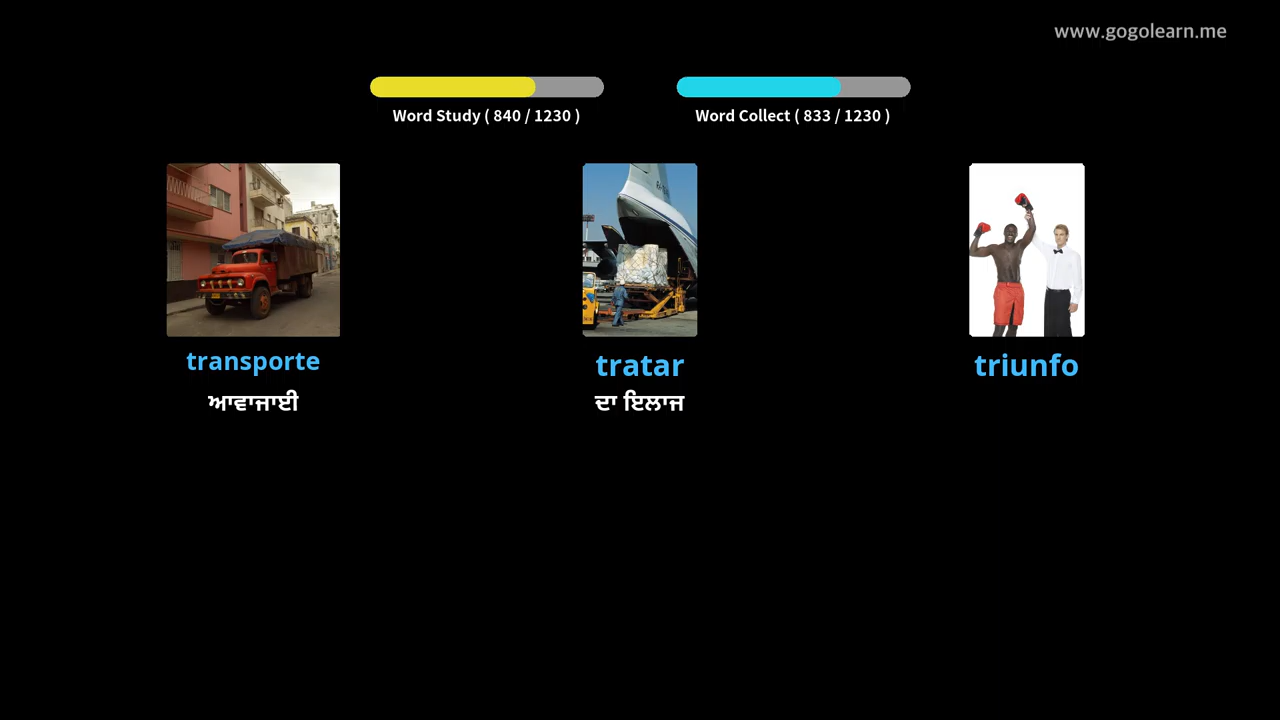 www.gogolearn.me
Word Study ( 840 / 1230 )
Word Collect ( 833 / 1230 )
transporte
ਆਵਾਜਾਈ
tratar
ਦਾ ਇਲਾਜ
triunfo